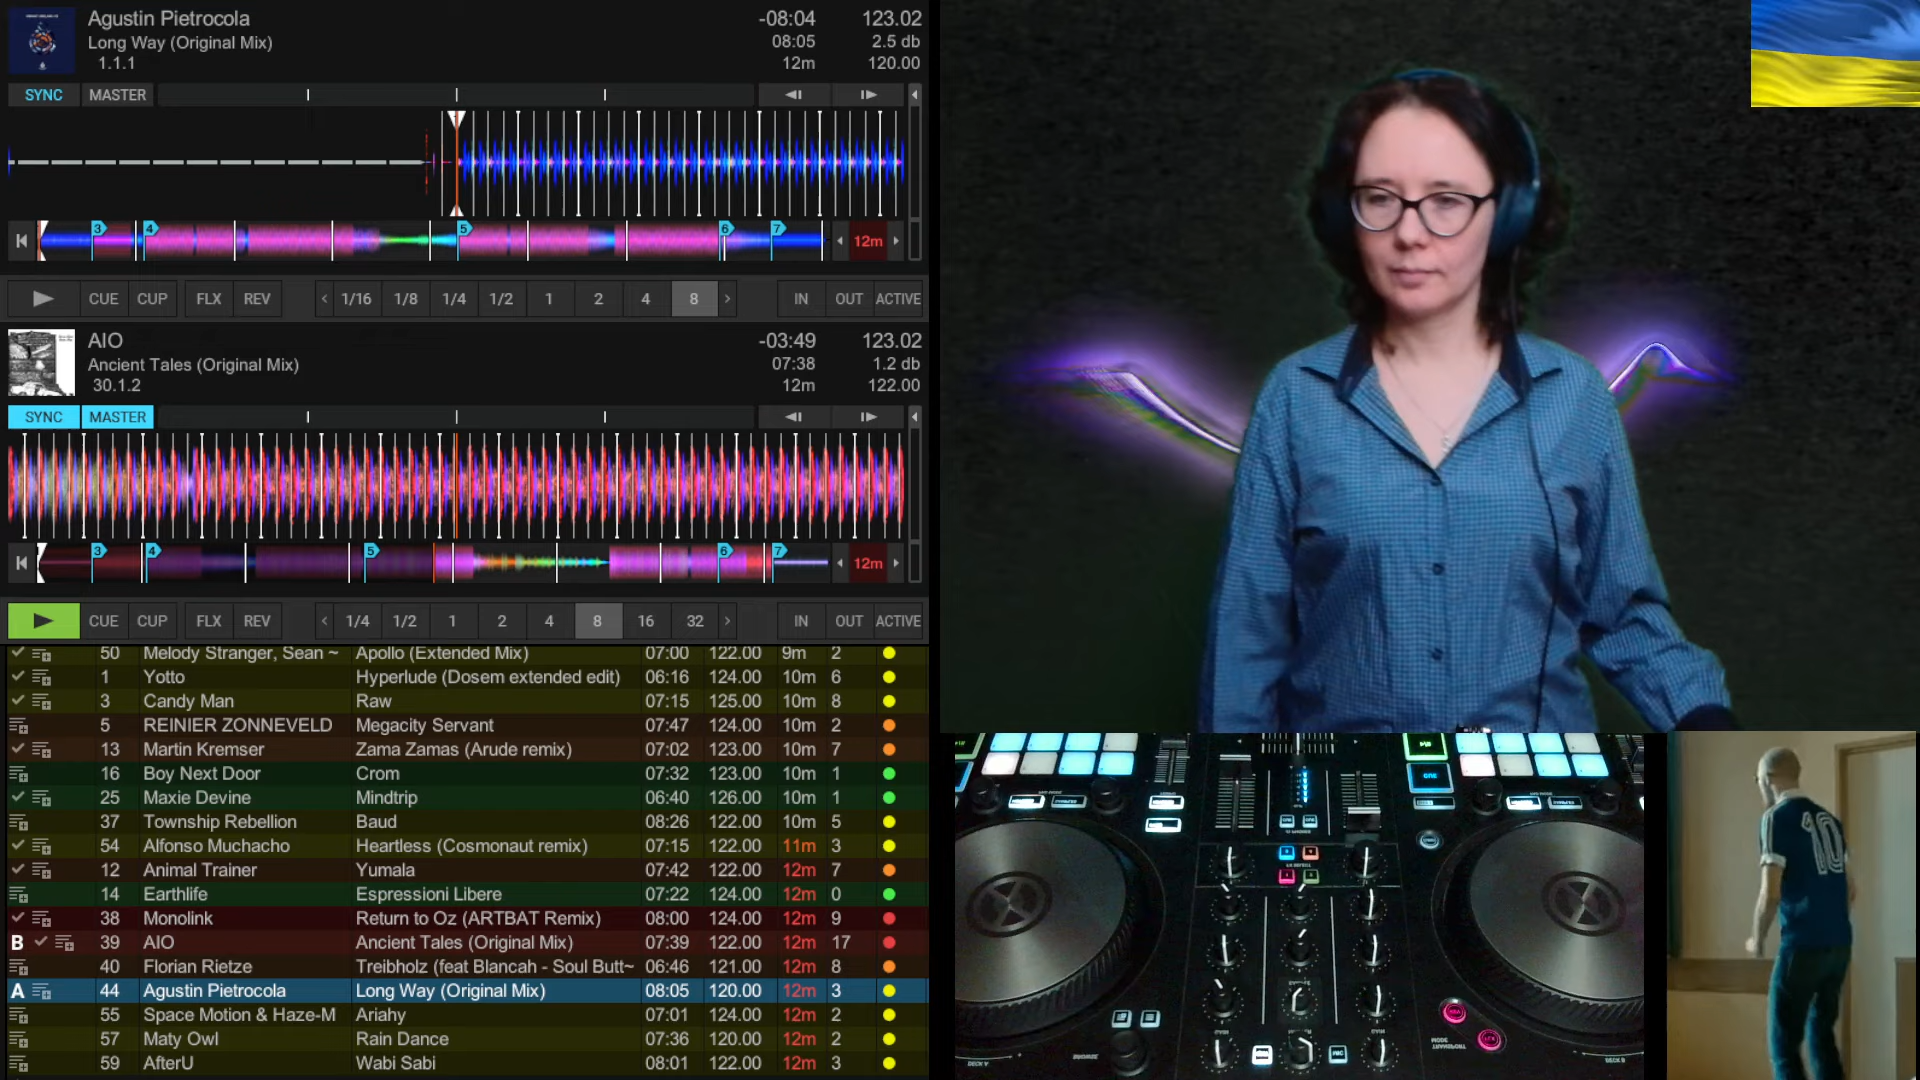 Agustin Pietrocola -08:04 123.02
Long Way (Original Mix) 08:05 2.5 db
1.1.1 12m 120.00
SYNC MASTER
3 4 5 6 7 12m
CUE CUP FLX REV 1/16 1/8 1/4 1/2 1 2 4 8 IN OUT ACTIVE
AIO -03:49 123.02
Ancient Tales (Original Mix) 07:38 1.2 db
30.1.2 12m 122.00
SYNC MASTER
3 4 5 6 7 12m
CUE CUP FLX REV 1/4 1/2 1 2 4 8 16 32 IN OUT ACTIVE
50 Melody Stranger, Sean ~ Apollo (Extended Mix) 07:00 122.00 9m 2
1 Yotto Hyperlude (Dosem extended edit) 06:16 124.00 10m 6
3 Candy Man Raw 07:15 125.00 10m 8
5 REINIER ZONNEVELD Megacity Servant 07:47 124.00 10m 2
13 Martin Kremser Zama Zamas (Arude remix) 07:02 123.00 10m 7
16 Boy Next Door Crom 07:32 123.00 10m 1
25 Maxie Devine Mindtrip 06:40 126.00 10m 1
37 Township Rebellion Baud 08:26 122.00 10m 5
54 Alfonso Muchacho Heartless (Cosmonaut remix) 07:15 122.00 11m 3
12 Animal Trainer Yumala 07:42 122.00 12m 7
14 Earthlife Espressioni Libere 07:22 124.00 12m 0
38 Monolink Return to Oz (ARTBAT Remix) 08:00 124.00 12m 9
B 39 AIO Ancient Tales (Original Mix) 07:39 122.00 12m 17
40 Florian Rietze Treibholz (feat Blancah - Soul Butt~ 06:46 121.00 12m 8
A 44 Agustin Pietrocola Long Way (Original Mix) 08:05 120.00 12m 3
55 Space Motion & Haze-M Ariahy 07:01 124.00 12m 2
57 Maty Owl Rain Dance 07:36 120.00 12m 2
59 AfterU Wabi Sabi 08:01 122.00 12m 3
10